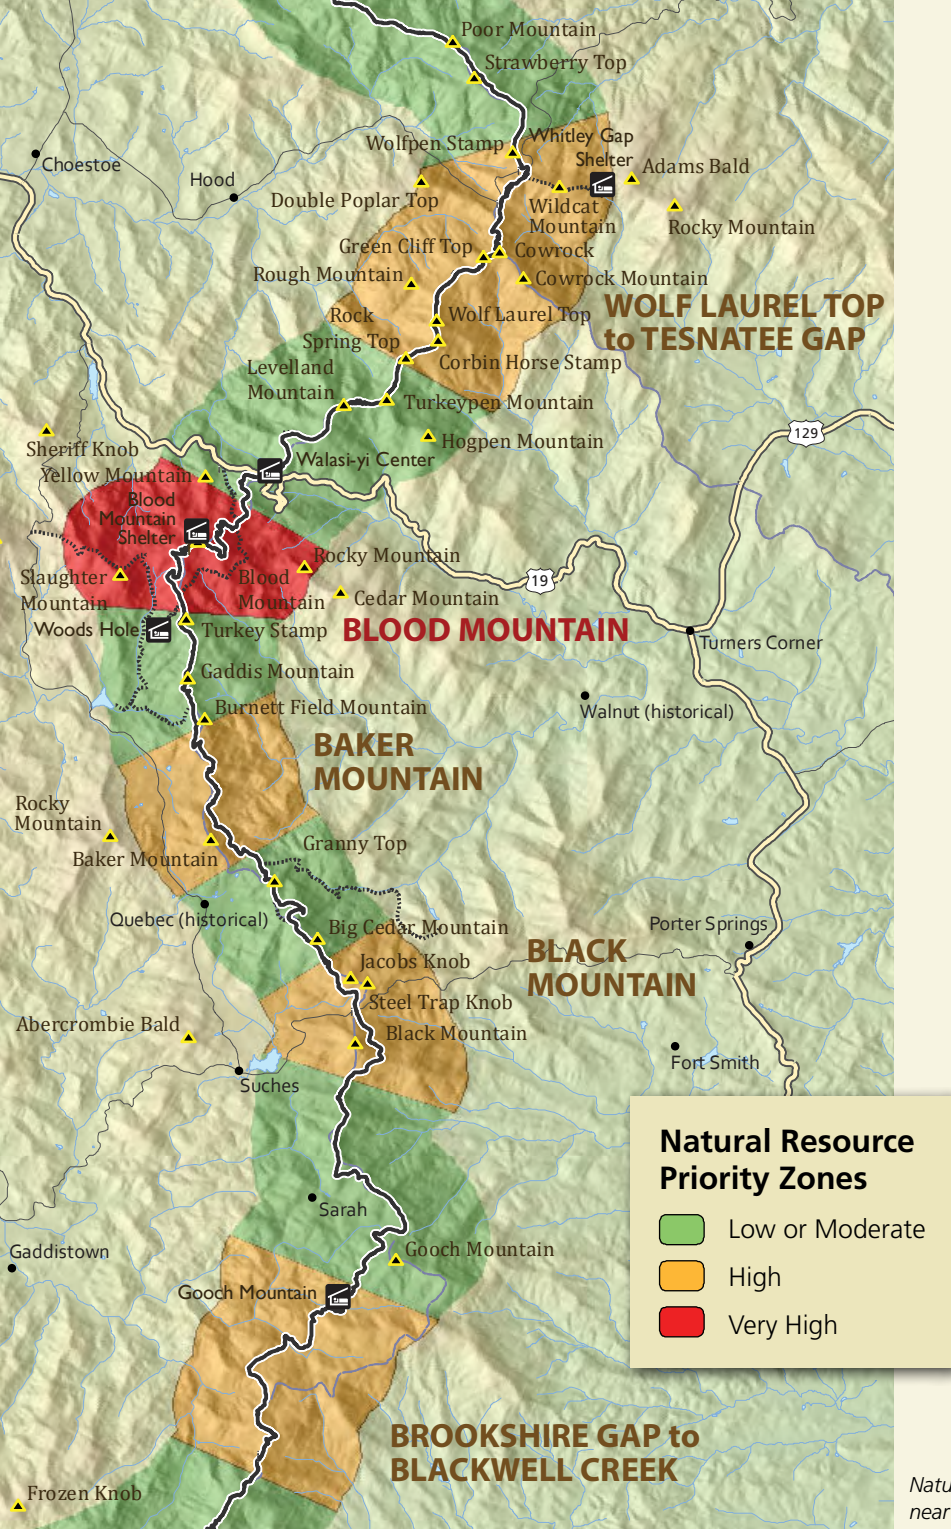 Poor Mountain
Strawberry Top
Wolfpen Stamp
Whitley Gap
Shelter
Adams Bald
Choestoe
Hood
Double Poplar Top
Wildcat
Mountain
Rocky Mountain
Green Cliff Top
Cowrock
Rough Mountain
Cowrock Mountain
WOLF LAUREL TOP
to TESNATEE GAP
Rock
Spring Top
Wolf Laurel Top
Corbin Horse Stamp
Levelland
Mountain
Turkeypen Mountain
Sheriff Knob
Hogpen Mountain
129
Walasi-yi Center
Yellow Mountain
Blood
Mountain
Shelter
Rocky Mountain
Slaughter
Mountain
Blood
Mountain
19
Cedar Mountain
Woods Hole
Turkey Stamp
BLOOD MOUNTAIN
Turners Corner
Gaddis Mountain
Burnett Field Mountain
Walnut (historical)
BAKER
MOUNTAIN
Rocky
Mountain
Baker Mountain
Granny Top
Quebec (historical)
Big Cedar Mountain
Porter Springs
BLACK
MOUNTAIN
Jacobs Knob
Steel Trap Knob
Abercrombie Bald
Black Mountain
Fort Smith
Suches
Natural Resource
Priority Zones
Low or Moderate
High
Very High
Sarah
Gaddistown
Gooch Mountain
Gooch Mountain
BROOKSHIRE GAP to
BLACKWELL CREEK
Frozen Knob
Natu
near